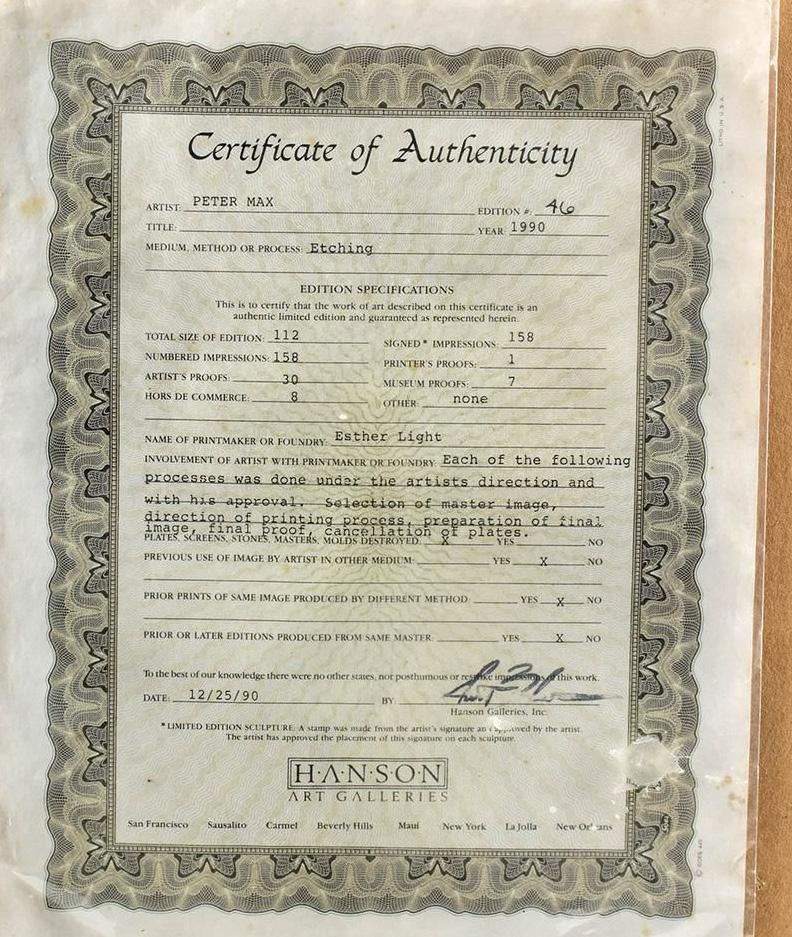 Certificate of Authenticity
LITHO IN U.S.A.
ARTIST: PETER MAX EDITION #: 46
TITLE: YEAR: 1990
MEDIUM, METHOD OR PROCESS: Etching
EDITION SPECIFICATIONS
This is to certify that the work of art described on this certificate is an
authentic limited edition and guaranteed as represented herein.
TOTAL SIZE OF EDITION: 112 SIGNED* IMPRESSIONS: 158
NUMBERED IMPRESSIONS: 158 PRINTER'S PROOFS: 1
ARTIST'S PROOFS: 30 MUSEUM PROOFS: 7
HORS DE COMMERCE: 8 OTHER: none
NAME OF PRINTMAKER OR FOUNDRY: Esther Light
INVOLVEMENT OF ARTIST WITH PRINTMAKER OR FOUNDRY: Each of the following
processes was done under the artists direction and
with his approval. Selection of master image,
direction of printing process, preparation of final
image, final proof, cancellation of plates.
PLATES, SCREENS, STONES, MASTERS, MOLDS DESTROYED: X YES NO
PREVIOUS USE OF IMAGE BY ARTIST IN OTHER MEDIUM: YES X NO
PRIOR PRINTS OF SAME IMAGE PRODUCED BY DIFFERENT METHOD: YES X NO
PRIOR OR LATER EDITIONS PRODUCED FROM SAME MASTER: YES X NO
To the best of our knowledge there were no other states, not posthumous or restrike impressions of this work.
DATE: 12/25/90 BY:
Hanson Galleries, Inc.
*LIMITED EDITION SCULPTURE: A stamp was made from the artist's signature and approved by the artist.
The artist has approved the placement of this signature on each sculpture.
H·A·N·S·O·N
ART GALLERIES
San Francisco Sausalito Carmel Beverly Hills Maui New York La Jolla New Orleans